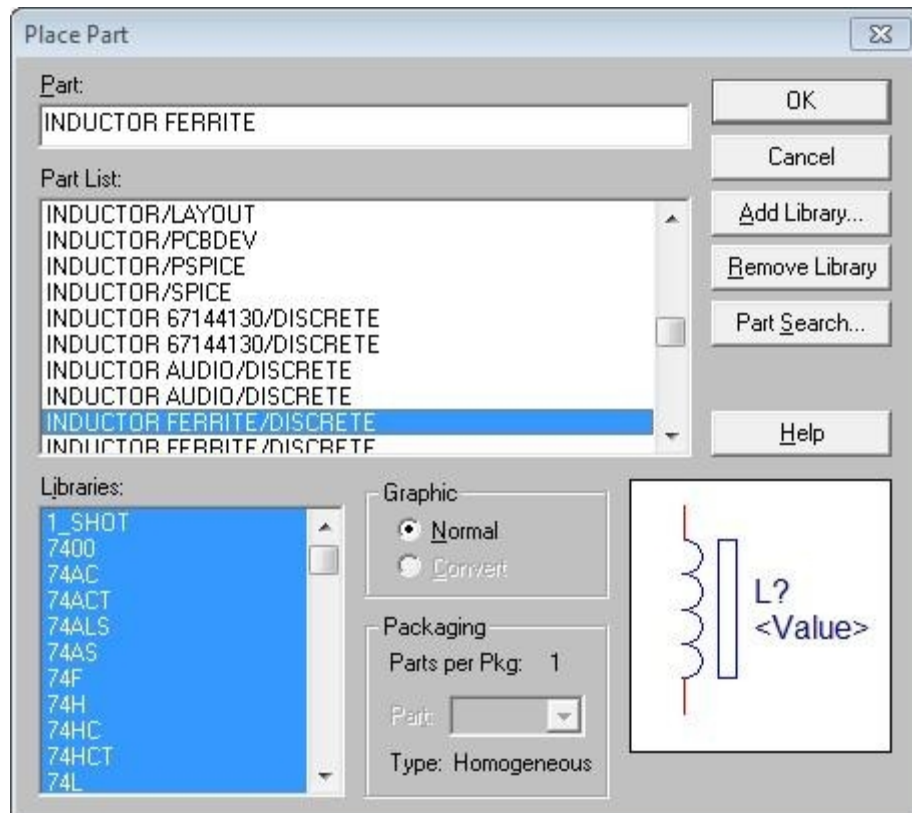 Place Part
Part:
INDUCTOR FERRITE
Part List:
INDUCTOR/LAYOUT
INDUCTOR/PCBDEV
INDUCTOR/PSPICE
INDUCTOR/SPICE
INDUCTOR 67144130/DISCRETE
INDUCTOR 67144130/DISCRETE
INDUCTOR AUDIO/DISCRETE
INDUCTOR AUDIO/DISCRETE
INDUCTOR FERRITE/DISCRETE
INDUCTOR FERRITE/DISCRETE
OK
Cancel
Add Library...
Remove Library
Part Search...
Help
Libraries:
1_SHOT
7400
74AC
74ACT
74ALS
74AS
74F
74H
74HC
74HCT
74L
Graphic
Normal
Convert
Packaging
Parts per Pkg: 1
Part:
Type: Homogeneous
L?
<Value>